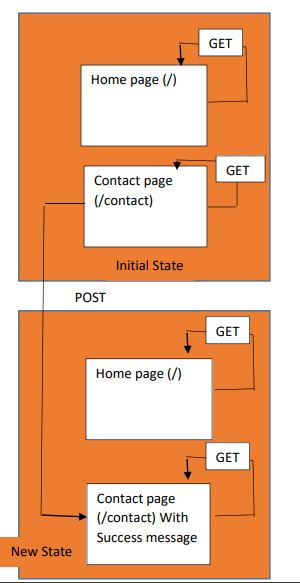 GET
Home page (/)
GET
Contact page
(/contact)
Initial State
POST
GET
Home page (/)
GET
Contact page
(/contact) With
Success message
New State